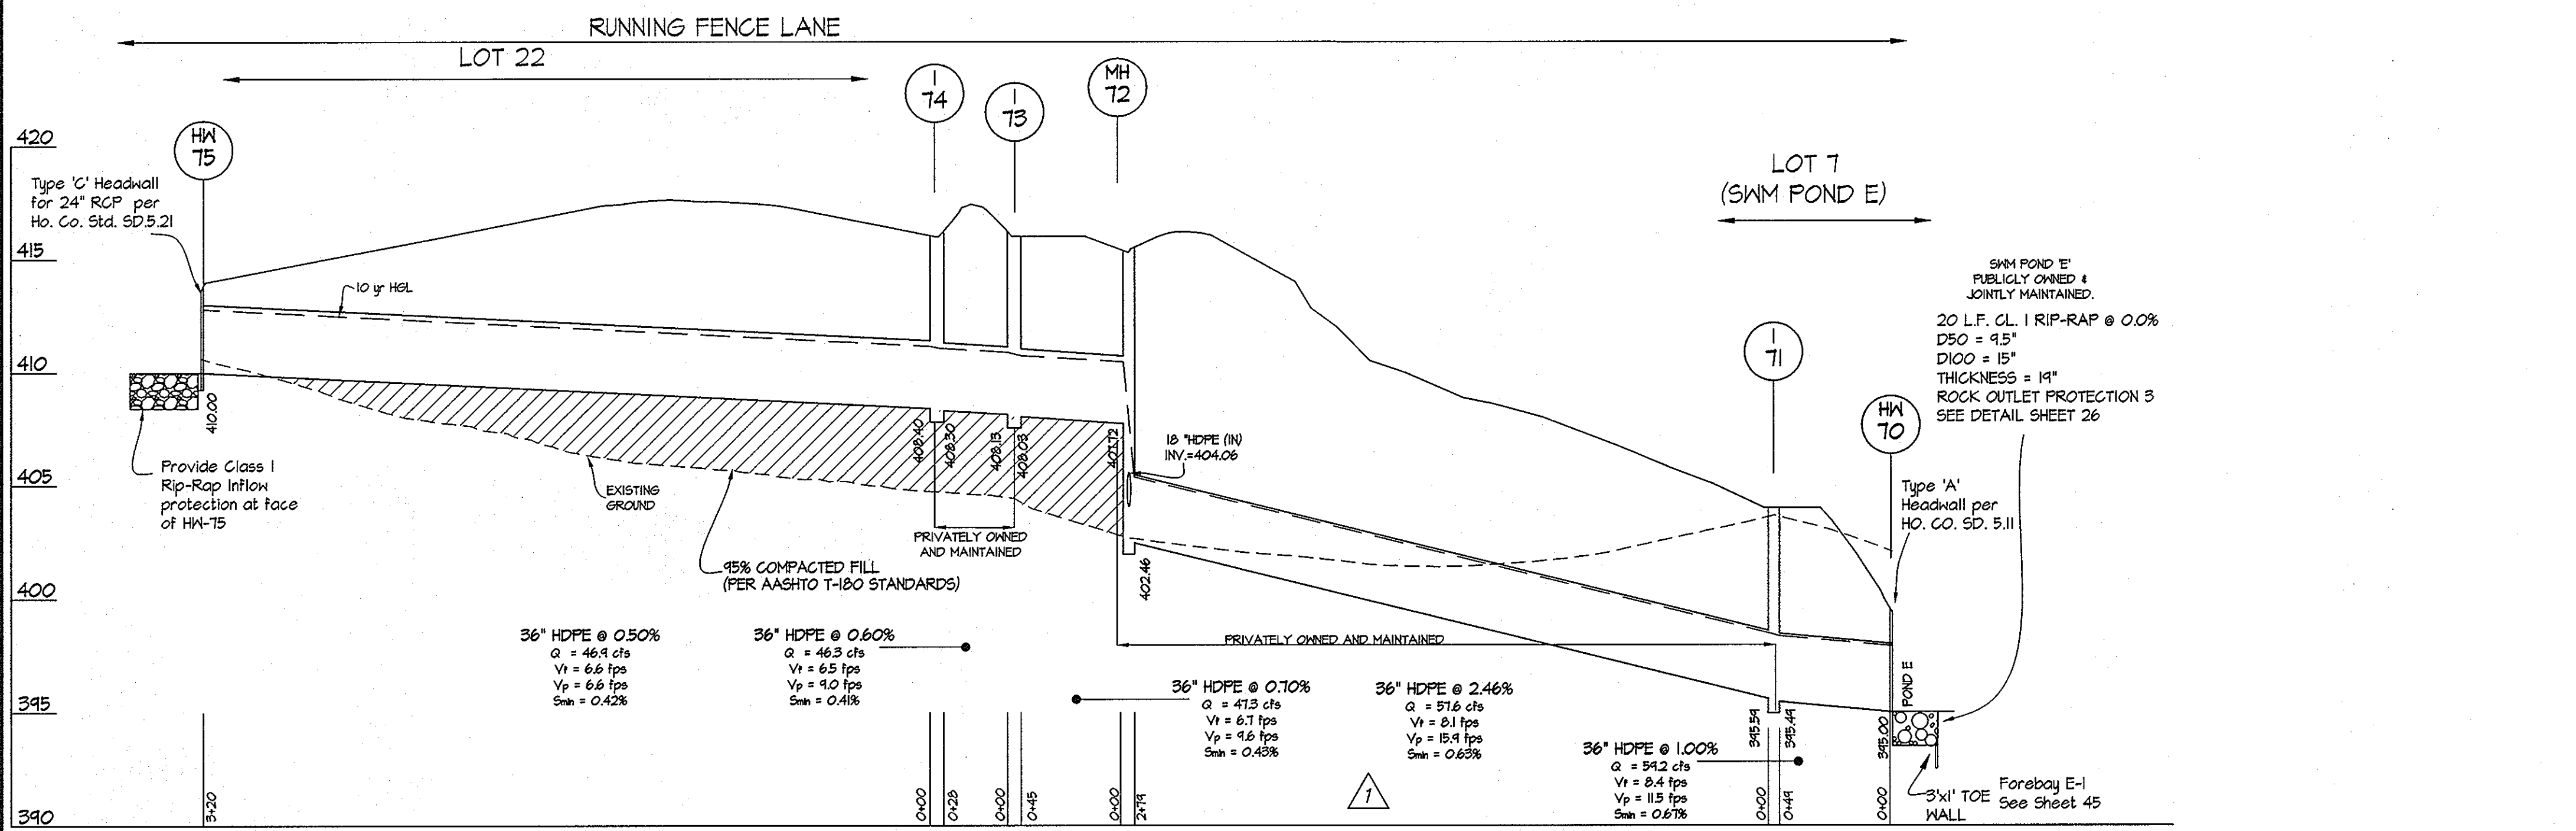 RUNNING FENCE LANE
LOT 22
I
74
I
73
MH
72
HW
75
420
415
410
405
400
395
390
Type 'C' Headwall
for 24" RCP per
Ho. Co. Std. SD.5.21
10 yr HGL
410.00
Provide Class I
Rip-Rap Inflow
protection at face
of HW-75
EXISTING
GROUND
95% COMPACTED FILL
(PER AASHTO T-180 STANDARDS)
408.40
408.30
408.13
408.03
407.72
PRIVATELY OWNED
AND MAINTAINED
18 "HDPE (IN)
INV.=404.06
402.46
PRIVATELY OWNED AND MAINTAINED
LOT 7
(SWM POND E)
I
71
HW
70
SWM POND 'E'
PUBLICLY OWNED &
JOINTLY MAINTAINED.
20 L.F. CL. I RIP-RAP @ 0.0%
D50 = 9.5"
D100 = 15"
THICKNESS = 19"
ROCK OUTLET PROTECTION 3
SEE DETAIL SHEET 26
Type 'A'
Headwall per
HO. CO. SD. 5.11
36" HDPE @ 0.50%
Q = 46.9 cfs
Vf = 6.6 fps
Vp = 6.6 fps
Smin = 0.42%
36" HDPE @ 0.60%
Q = 46.3 cfs
Vf = 6.5 fps
Vp = 9.0 fps
Smin = 0.41%
36" HDPE @ 0.70%
Q = 47.3 cfs
Vf = 6.7 fps
Vp = 9.6 fps
Smin = 0.43%
36" HDPE @ 2.46%
Q = 57.6 cfs
Vf = 8.1 fps
Vp = 15.9 fps
Smin = 0.63%
36" HDPE @ 1.00%
Q = 59.2 cfs
Vf = 8.4 fps
Vp = 11.5 fps
Smin = 0.67%
395.59
395.49
395.00
POND E
1
3+20
0+00
0+28
0+00
0+45
0+00
2+79
0+00
0+49
0+00
3'x1' TOE
WALL
Forebay E-1
See Sheet 45